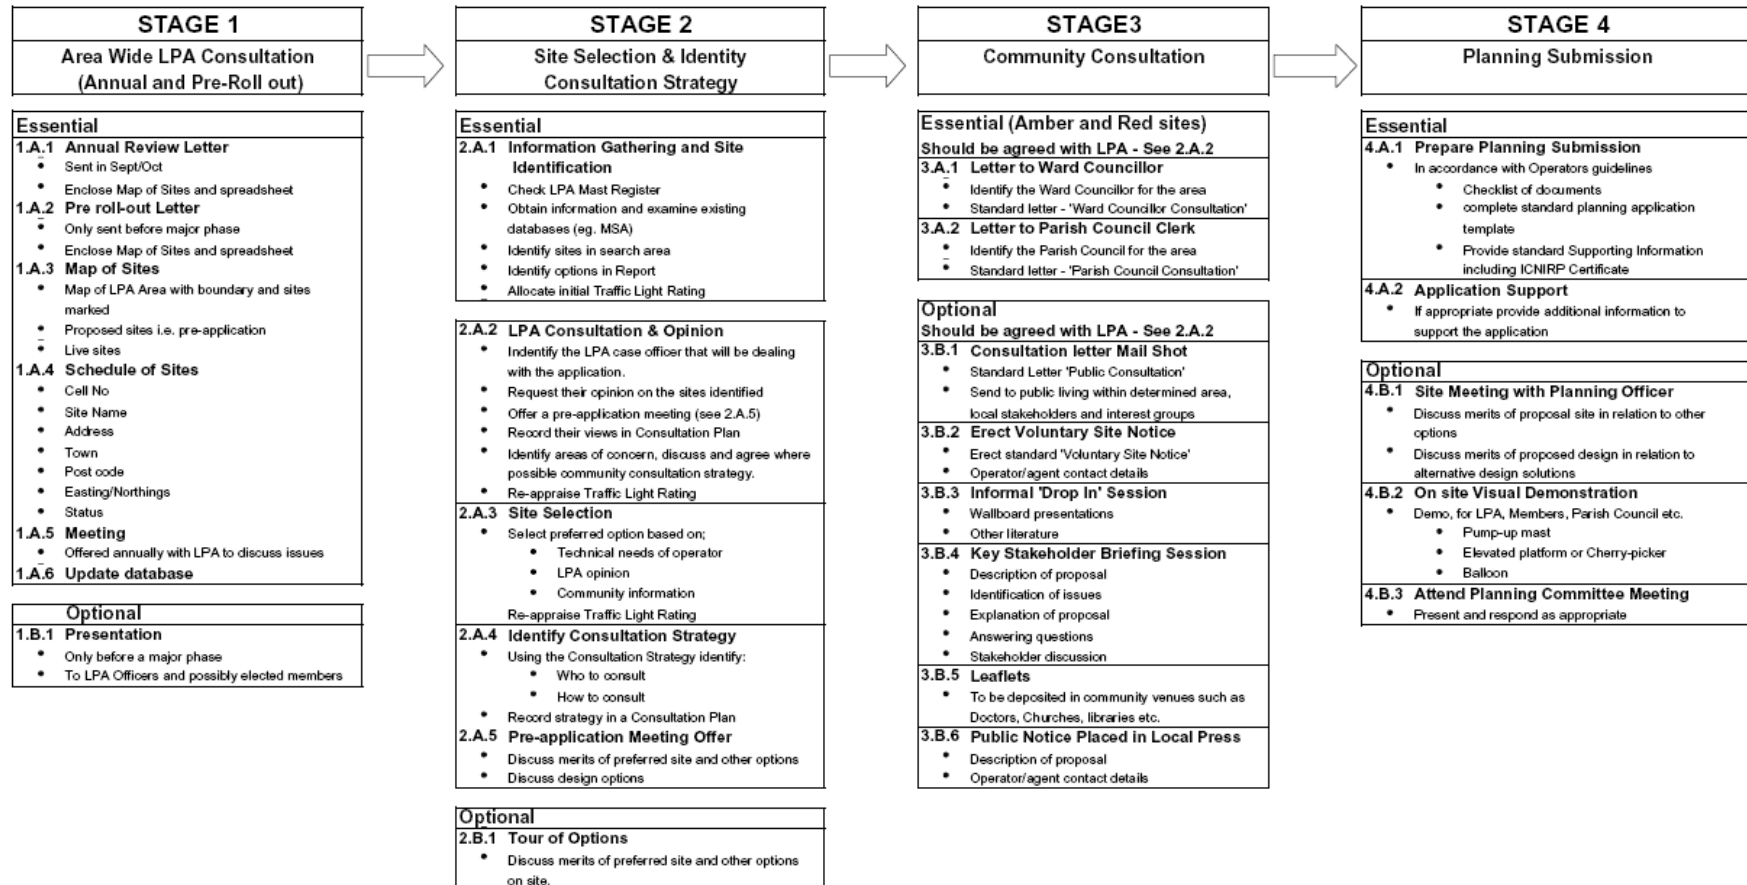 STAGE 1
Area Wide LPA Consultation
(Annual and Pre-Roll out)
Essential
1.A.1 Annual Review Letter
• Sent in Sept/Oct
• Enclose Map of Sites and spreadsheet
1.A.2 Pre roll-out Letter
• Only sent before major phase
• Enclose Map of Sites and spreadsheet
1.A.3 Map of Sites
• Map of LPA Area with boundary and sites
marked
• Proposed sites i.e. pre-application
• Live sites
1.A.4 Schedule of Sites
• Cell No
• Site Name
• Address
• Town
• Post code
• Easting/Northings
• Status
1.A.5 Meeting
• Offered annually with LPA to discuss issues
1.A.6 Update database
Optional
1.B.1 Presentation
• Only before a major phase
• To LPA Officers and possibly elected members
STAGE 2
Site Selection & Identity
Consultation Strategy
Essential
2.A.1 Information Gathering and Site
Identification
• Check LPA Mast Register
• Obtain information and examine existing
databases (eg. MSA)
• Identify sites in search area
• Identify options in Report
• Allocate initial Traffic Light Rating
2.A.2 LPA Consultation & Opinion
• Indentify the LPA case officer that will be dealing
with the application.
• Request their opinion on the sites identified
• Offer a pre-application meeting (see 2.A.5)
• Record their views in Consultation Plan
• Identify areas of concern, discuss and agree where
possible community consultation strategy.
• Re-appraise Traffic Light Rating
2.A.3 Site Selection
• Select preferred option based on;
• Technical needs of operator
• LPA opinion
• Community information
Re-appraise Traffic Light Rating
2.A.4 Identify Consultation Strategy
• Using the Consultation Strategy identify:
• Who to consult
• How to consult
• Record strategy in a Consultation Plan
2.A.5 Pre-application Meeting Offer
• Discuss merits of preferred site and other options
• Discuss design options
Optional
2.B.1 Tour of Options
• Discuss merits of preferred site and other options
on site.
STAGE3
Community Consultation
Essential (Amber and Red sites)
Should be agreed with LPA - See 2.A.2
3.A.1 Letter to Ward Councillor
• Identify the Ward Councillor for the area
• Standard letter - 'Ward Councillor Consultation'
3.A.2 Letter to Parish Council Clerk
• Identify the Parish Council for the area
• Standard letter - 'Parish Council Consultation'
Optional
Should be agreed with LPA - See 2.A.2
3.B.1 Consultation letter Mail Shot
• Standard Letter 'Public Consultation'
• Send to public living within determined area,
local stakeholders and interest groups
3.B.2 Erect Voluntary Site Notice
• Erect standard 'Voluntary Site Notice'
• Operator/agent contact details
3.B.3 Informal 'Drop In' Session
• Wallboard presentations
• Other literature
3.B.4 Key Stakeholder Briefing Session
• Description of proposal
• Identification of issues
• Explanation of proposal
• Answering questions
• Stakeholder discussion
3.B.5 Leaflets
• To be deposited in community venues such as
Doctors, Churches, libraries etc.
3.B.6 Public Notice Placed in Local Press
• Description of proposal
• Operator/agent contact details
STAGE 4
Planning Submission
Essential
4.A.1 Prepare Planning Submission
• In accordance with Operators guidelines
• Checklist of documents
• complete standard planning application
template
• Provide standard Supporting Information
including ICNIRP Certificate
4.A.2 Application Support
• If appropriate provide additional information to
support the application
Optional
4.B.1 Site Meeting with Planning Officer
• Discuss merits of proposal site in relation to other
options
• Discuss merits of proposed design in relation to
alternative design solutions
4.B.2 On site Visual Demonstration
• Demo, for LPA, Members, Parish Council etc.
• Pump-up mast
• Elevated platform or Cherry-picker
• Balloon
4.B.3 Attend Planning Committee Meeting
• Present and respond as appropriate